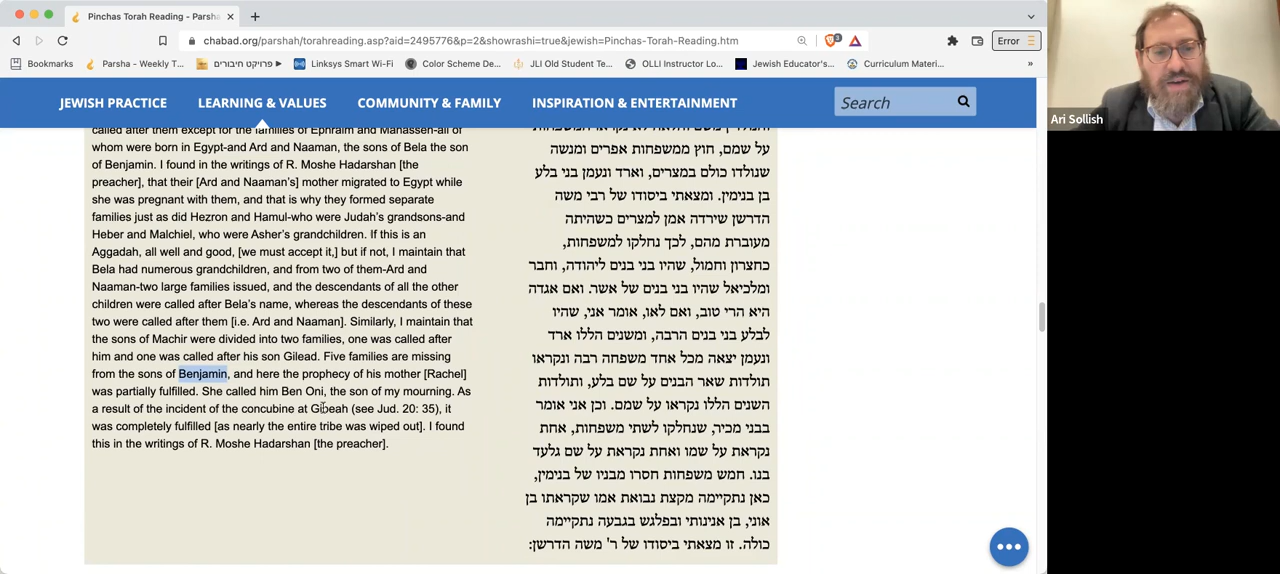 Pinchas Torah Reading - Parsha
chabad.org/parshah/torahreading.asp?aid=2495776&p=2&showrashi=true&jewish=Pinchas-Torah-Reading.htm
3
Error
Bookmarks
Parsha - Weekly T...
פרוייקט חיבורים
Linksys Smart Wi-Fi
Color Scheme De...
JLI Old Student Te...
OLLI Instructor Lo...
Jewish Educator's...
Curriculum Materi...
»
JEWISH PRACTICE
LEARNING & VALUES
COMMUNITY & FAMILY
INSPIRATION & ENTERTAINMENT
Search
Ari Sollish
called after them except for the families of Ephraim and Manasseh-all of
whom were born in Egypt-and Ard and Naaman, the sons of Bela the son
of Benjamin. I found in the writings of R. Moshe Hadarshan [the
preacher], that their [Ard and Naaman's] mother migrated to Egypt while
she was pregnant with them, and that is why they formed separate
families just as did Hezron and Hamul-who were Judah's grandsons-and
Heber and Malchiel, who were Asher's grandchildren. If this is an
Aggadah, all well and good, [we must accept it,] but if not, I maintain that
Bela had numerous grandchildren, and from two of them-Ard and
Naaman-two large families issued, and the descendants of all the other
children were called after Bela's name, whereas the descendants of these
two were called after them [i.e. Ard and Naaman]. Similarly, I maintain that
the sons of Machir were divided into two families, one was called after
him and one was called after his son Gilead. Five families are missing
from the sons of Benjamin, and here the prophecy of his mother [Rachel]
was partially fulfilled. She called him Ben Oni, the son of my mourning. As
a result of the incident of the concubine at Gibeah (see Jud. 20: 35), it
was completely fulfilled [as nearly the entire tribe was wiped out]. I found
this in the writings of R. Moshe Hadarshan [the preacher].
על שמם, חוץ ממשפחות אפרים ומנשה
שנולדו כולם במצרים, וארד ונעמן בני בלע
בן בנימין. ומצאתי ביסודו של רבי משה
הדרשן שירדה אמן למצרים כשהיתה
מעוברת מהם, לכך נחלקו למשפחות,
כחצרון וחמול, שהיו בני בנים ליהודה, וחבר
ומלכיאל שהיו בני בנים של אשר. ואם אגדה
היא הרי טוב, ואם לאו, אומר אני, שהיו
לבלע בני בנים הרבה, ומשנים הללו ארד
ונעמן יצאה מכל אחד משפחה רבה ונקראו
תולדות שאר הבנים על שם בלע, ותולדות
השנים הללו נקראו על שמם. וכן אני אומר
בבני מכיר, שנחלקו לשתי משפחות, אחת
נקראת על שמו ואחת נקראת על שם גלעד
בנו. חמש משפחות חסרו מבניו של בנימין,
כאן נתקיימה מקצת נבואת אמו שקראתו בן
אוני, בן אנינותי ובפלגש בגבעה נתקיימה
כולה. זו מצאתי ביסודו של ר' משה הדרשן: